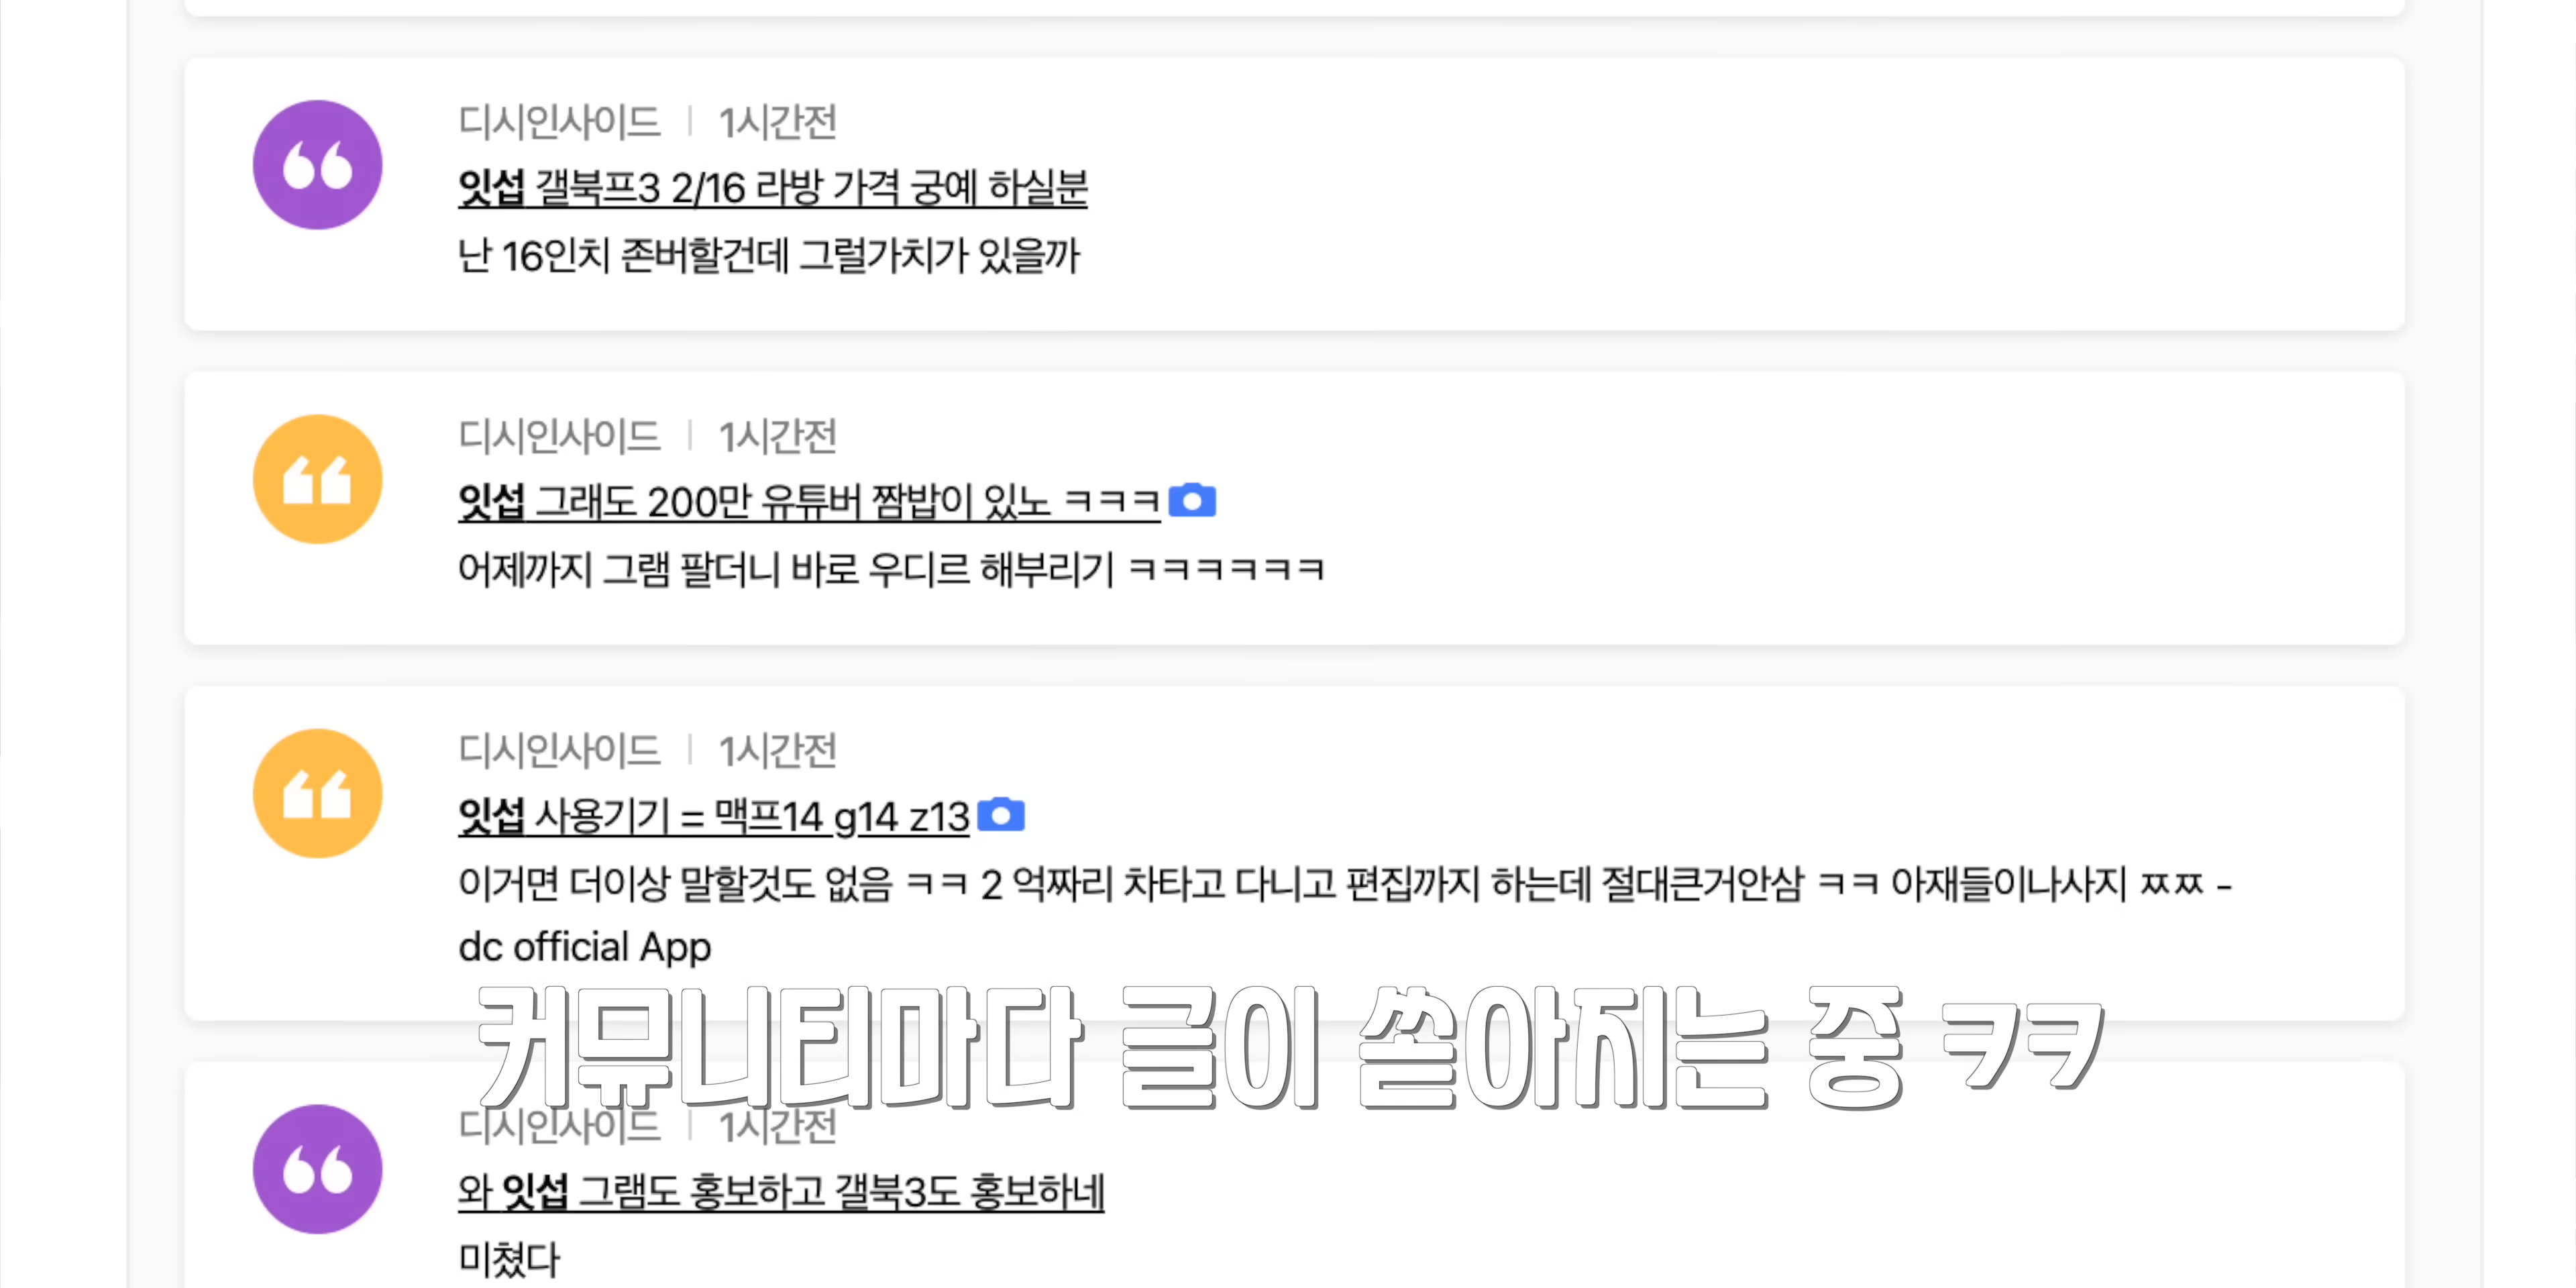 디시인사이드 | 1시간전
잇섭 갤북프3 2/16 라방 가격 궁예 하실분
난 16인치 존버할건데 그럴가치가 있을까
디시인사이드 | 1시간전
잇섭 그래도 200만 유튜버 짬밥이 있노 ㅋㅋㅋ
어제까지 그램 팔더니 바로 우디르 해부리기 ㅋㅋㅋㅋㅋㅋ
디시인사이드 | 1시간전
잇섭 사용기기 = 맥프14 g14 z13
이거면 더이상 말할것도 없음 ㅋㅋ 2 억짜리 차타고 다니고 편집까지 하는데 절대큰거안삼 ㅋㅋ 아재들이나사지 ㅉㅉ -
dc official App
커뮤니티마다 글이 쏟아지는 중 ㅋㅋ
디시인사이드 | 1시간전
와 잇섭 그램도 홍보하고 갤북3도 홍보하네
미쳤다